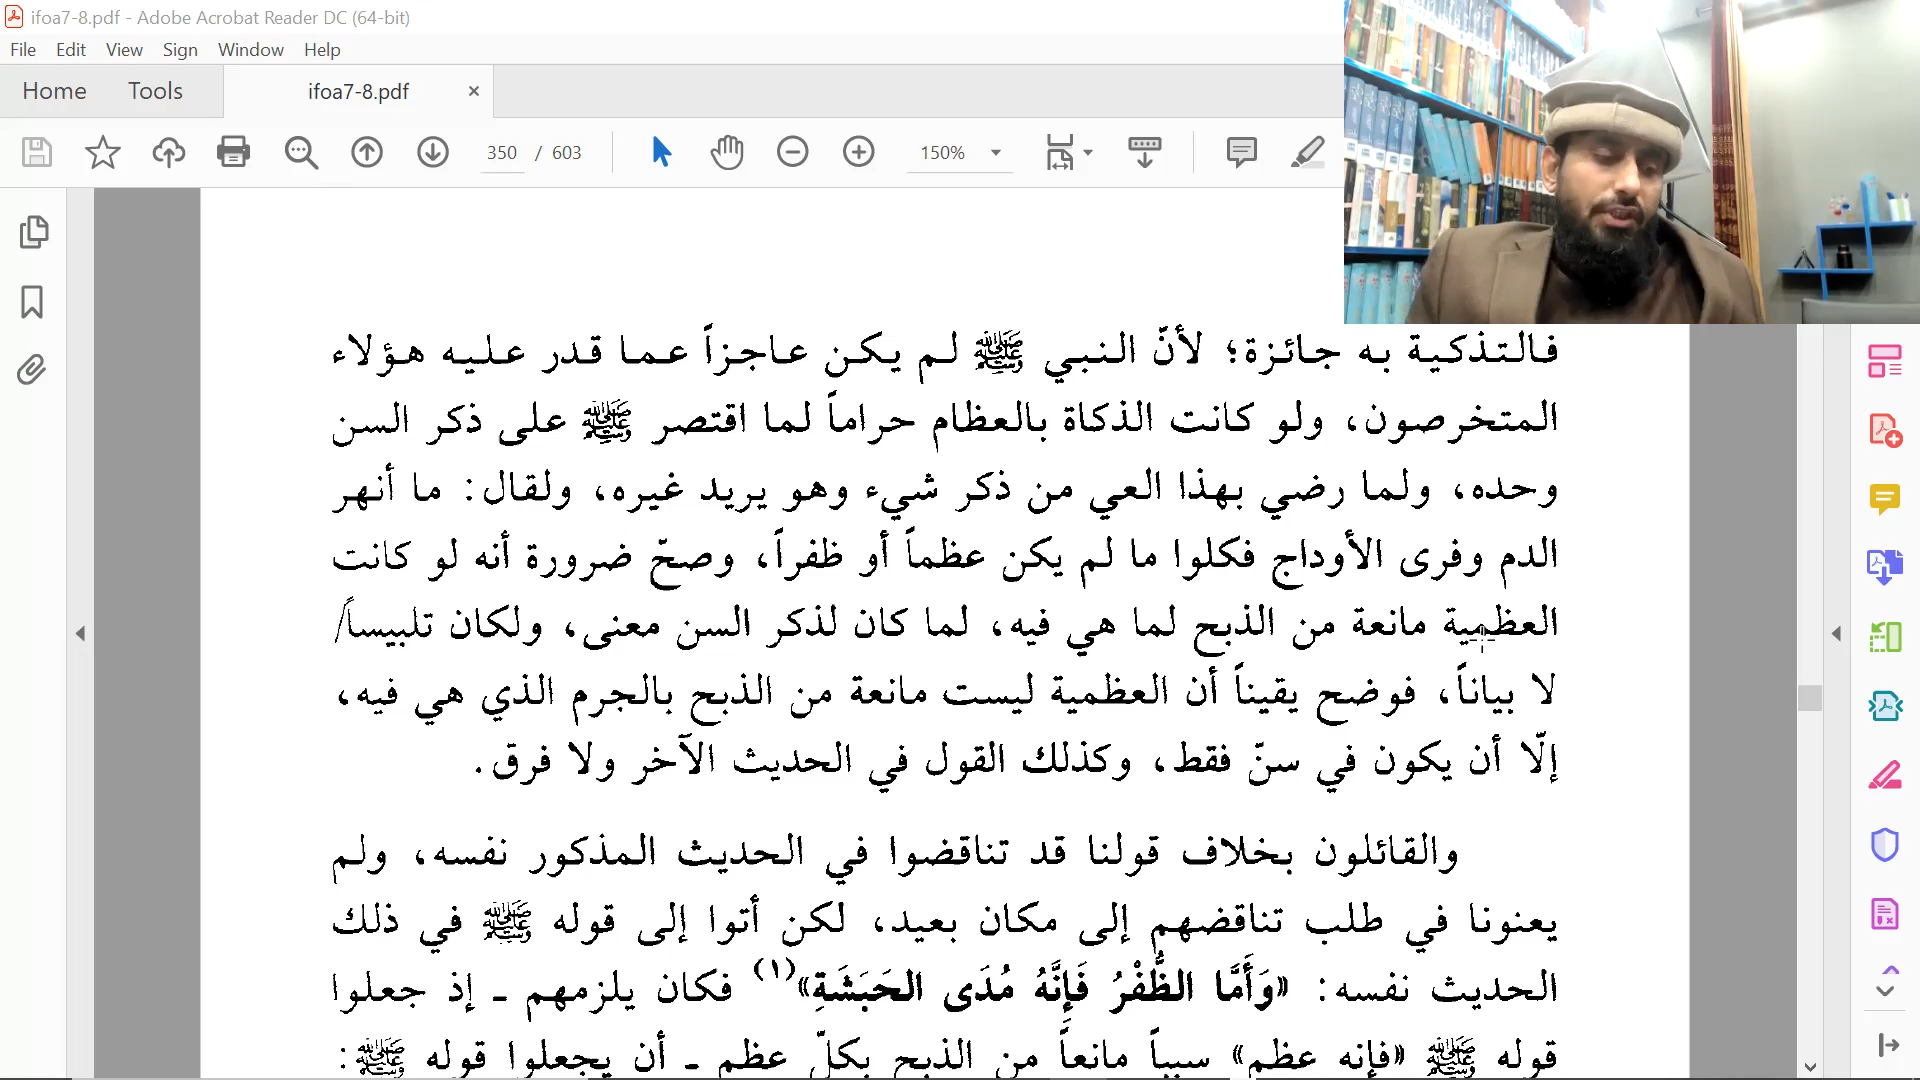 ifoa7-8.pdf - Adobe Acrobat Reader DC (64-bit)
File Edit View Sign Window Help
Home Tools ifoa7-8.pdf
350 / 603 150%
فالتذكية به جائزة؛ لأنّ النبي ﷺ لم يكن عاجزاً عما قدر عليه هؤلاء
المتخرصون، ولو كانت الذكاة بالعظام حراماً لما اقتصر ﷺ على ذكر السن
وحده، ولما رضي بهذا العي من ذكر شيء وهو يريد غيره، ولقال: ما أنهر
الدم وفرى الأوداج فكلوا ما لم يكن عظماً أو ظفراً، وصحّ ضرورة أنه لو كانت
العظمية مانعة من الذبح لما هي فيه، لما كان لذكر السن معنى، ولكان تلبيساً/
لا بياناً، فوضح يقيناً أن العظمية ليست مانعة من الذبح بالجرم الذي هي فيه،
إلّا أن يكون في سنّ فقط، وكذلك القول في الحديث الآخر ولا فرق.
والقائلون بخلاف قولنا قد تناقضوا في الحديث المذكور نفسه، ولم
يعنونا في طلب تناقضهم إلى مكان بعيد، لكن أتوا إلى قوله ﷺ في ذلك
الحديث نفسه: «وَأَمَّا الظُّفْرُ فَإِنَّهُ مُدَى الحَبَشَةِ»(١) فكان يلزمهم ـ إذ جعلوا
قوله ﷺ «فإنه عظم» سبباً مانعاً من الذبح بكلّ عظم ـ أن يجعلوا قوله ﷺ: